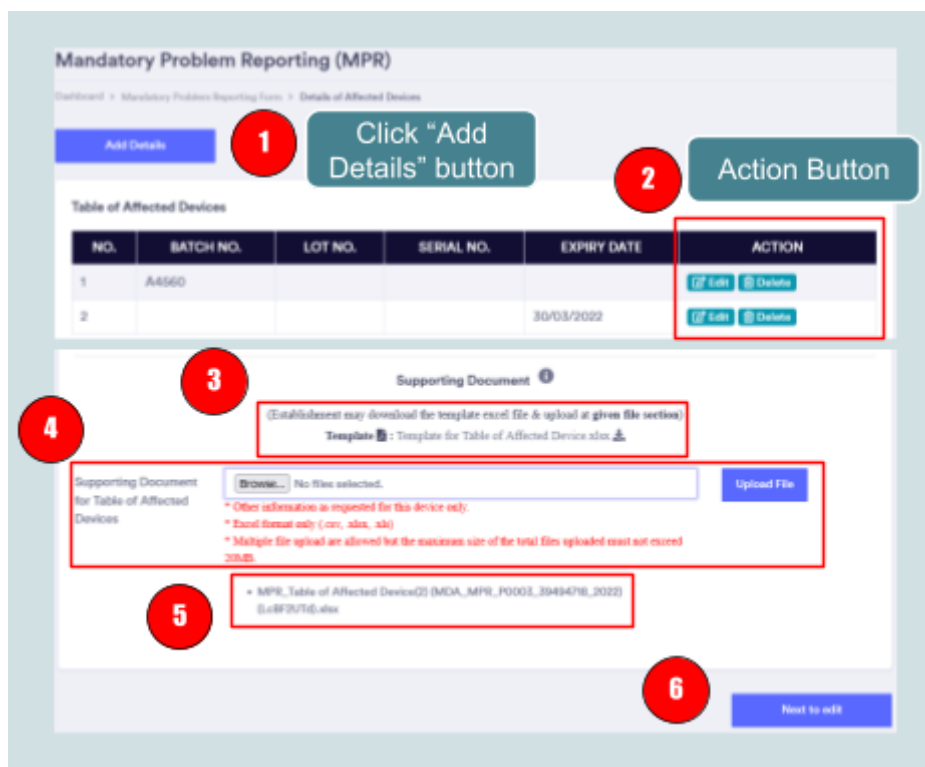 Mandatory Problem Reporting (MPR)
Dashboard > Mandatory Problem Reporting Form > Details of Affected Devices
Add Details
1
Click “Add
Details” button
2
Action Button
Table of Affected Devices
NO. BATCH NO. LOT NO. SERIAL NO. EXPIRY DATE ACTION
1 A4560 Edit Delete
2 30/03/2022 Edit Delete
3
Supporting Document
(Establishment may download the template excel file & upload at given file section)
Template : Template for Table of Affected Device.xlsx
4
Supporting Document
for Table of Affected
Devices
Browse... No files selected.
Upload File
* Other information as requested for this device only.
* Excel format only (.csv, .xlsx, .xls)
* Multiple file upload are allowed but the maximum size of the total files uploaded must not exceed
20MB.
5
• MPR_Table of Affected Device(2) (MDA_MPR_P0003_39494718_2022)
6
Next to edit